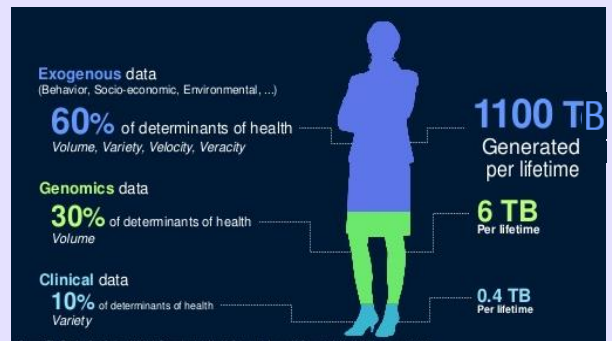 Exogenous data
(Behavior, Socio-economic, Environmental, ...)
60% of determinants of health
Volume, Variety, Velocity, Veracity
1100 TB
Generated
per lifetime
Genomics data
30% of determinants of health
Volume
6 TB
Per lifetime
Clinical data
10% of determinants of health
Variety
0.4 TB
Per lifetime